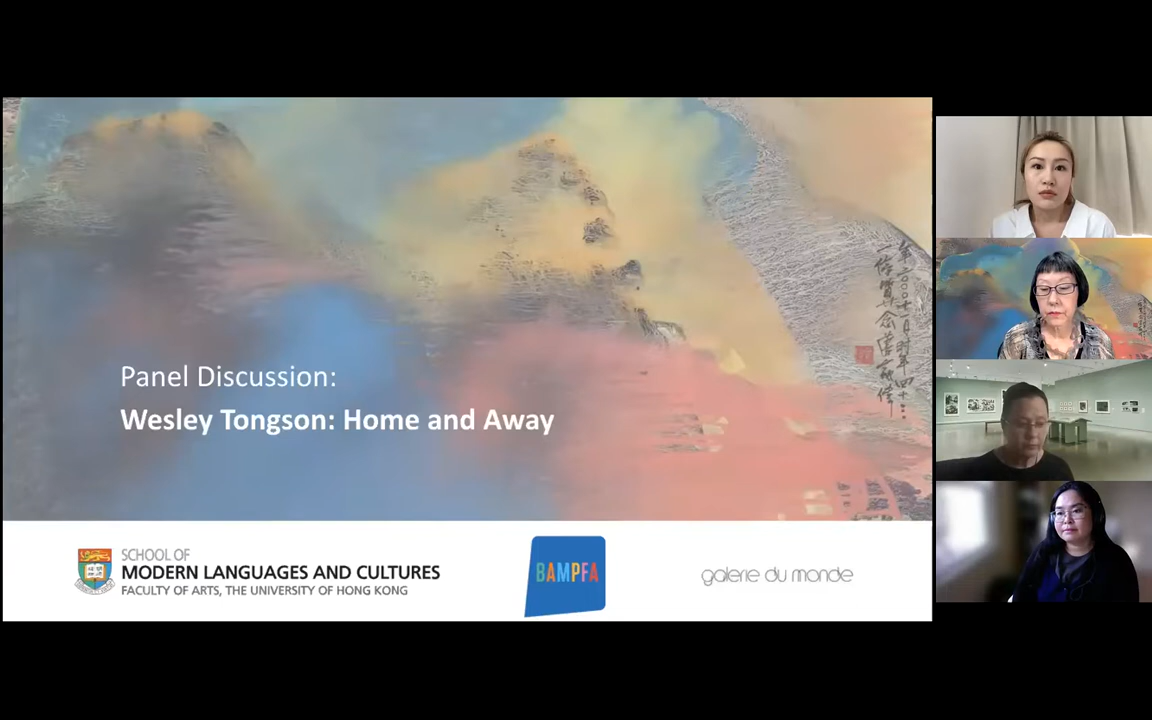 Panel Discussion:
Wesley Tongson: Home and Away
SCHOOL OF
MODERN LANGUAGES AND CULTURES
FACULTY OF ARTS, THE UNIVERSITY OF HONG KONG
BAMPFA
galerie du monde